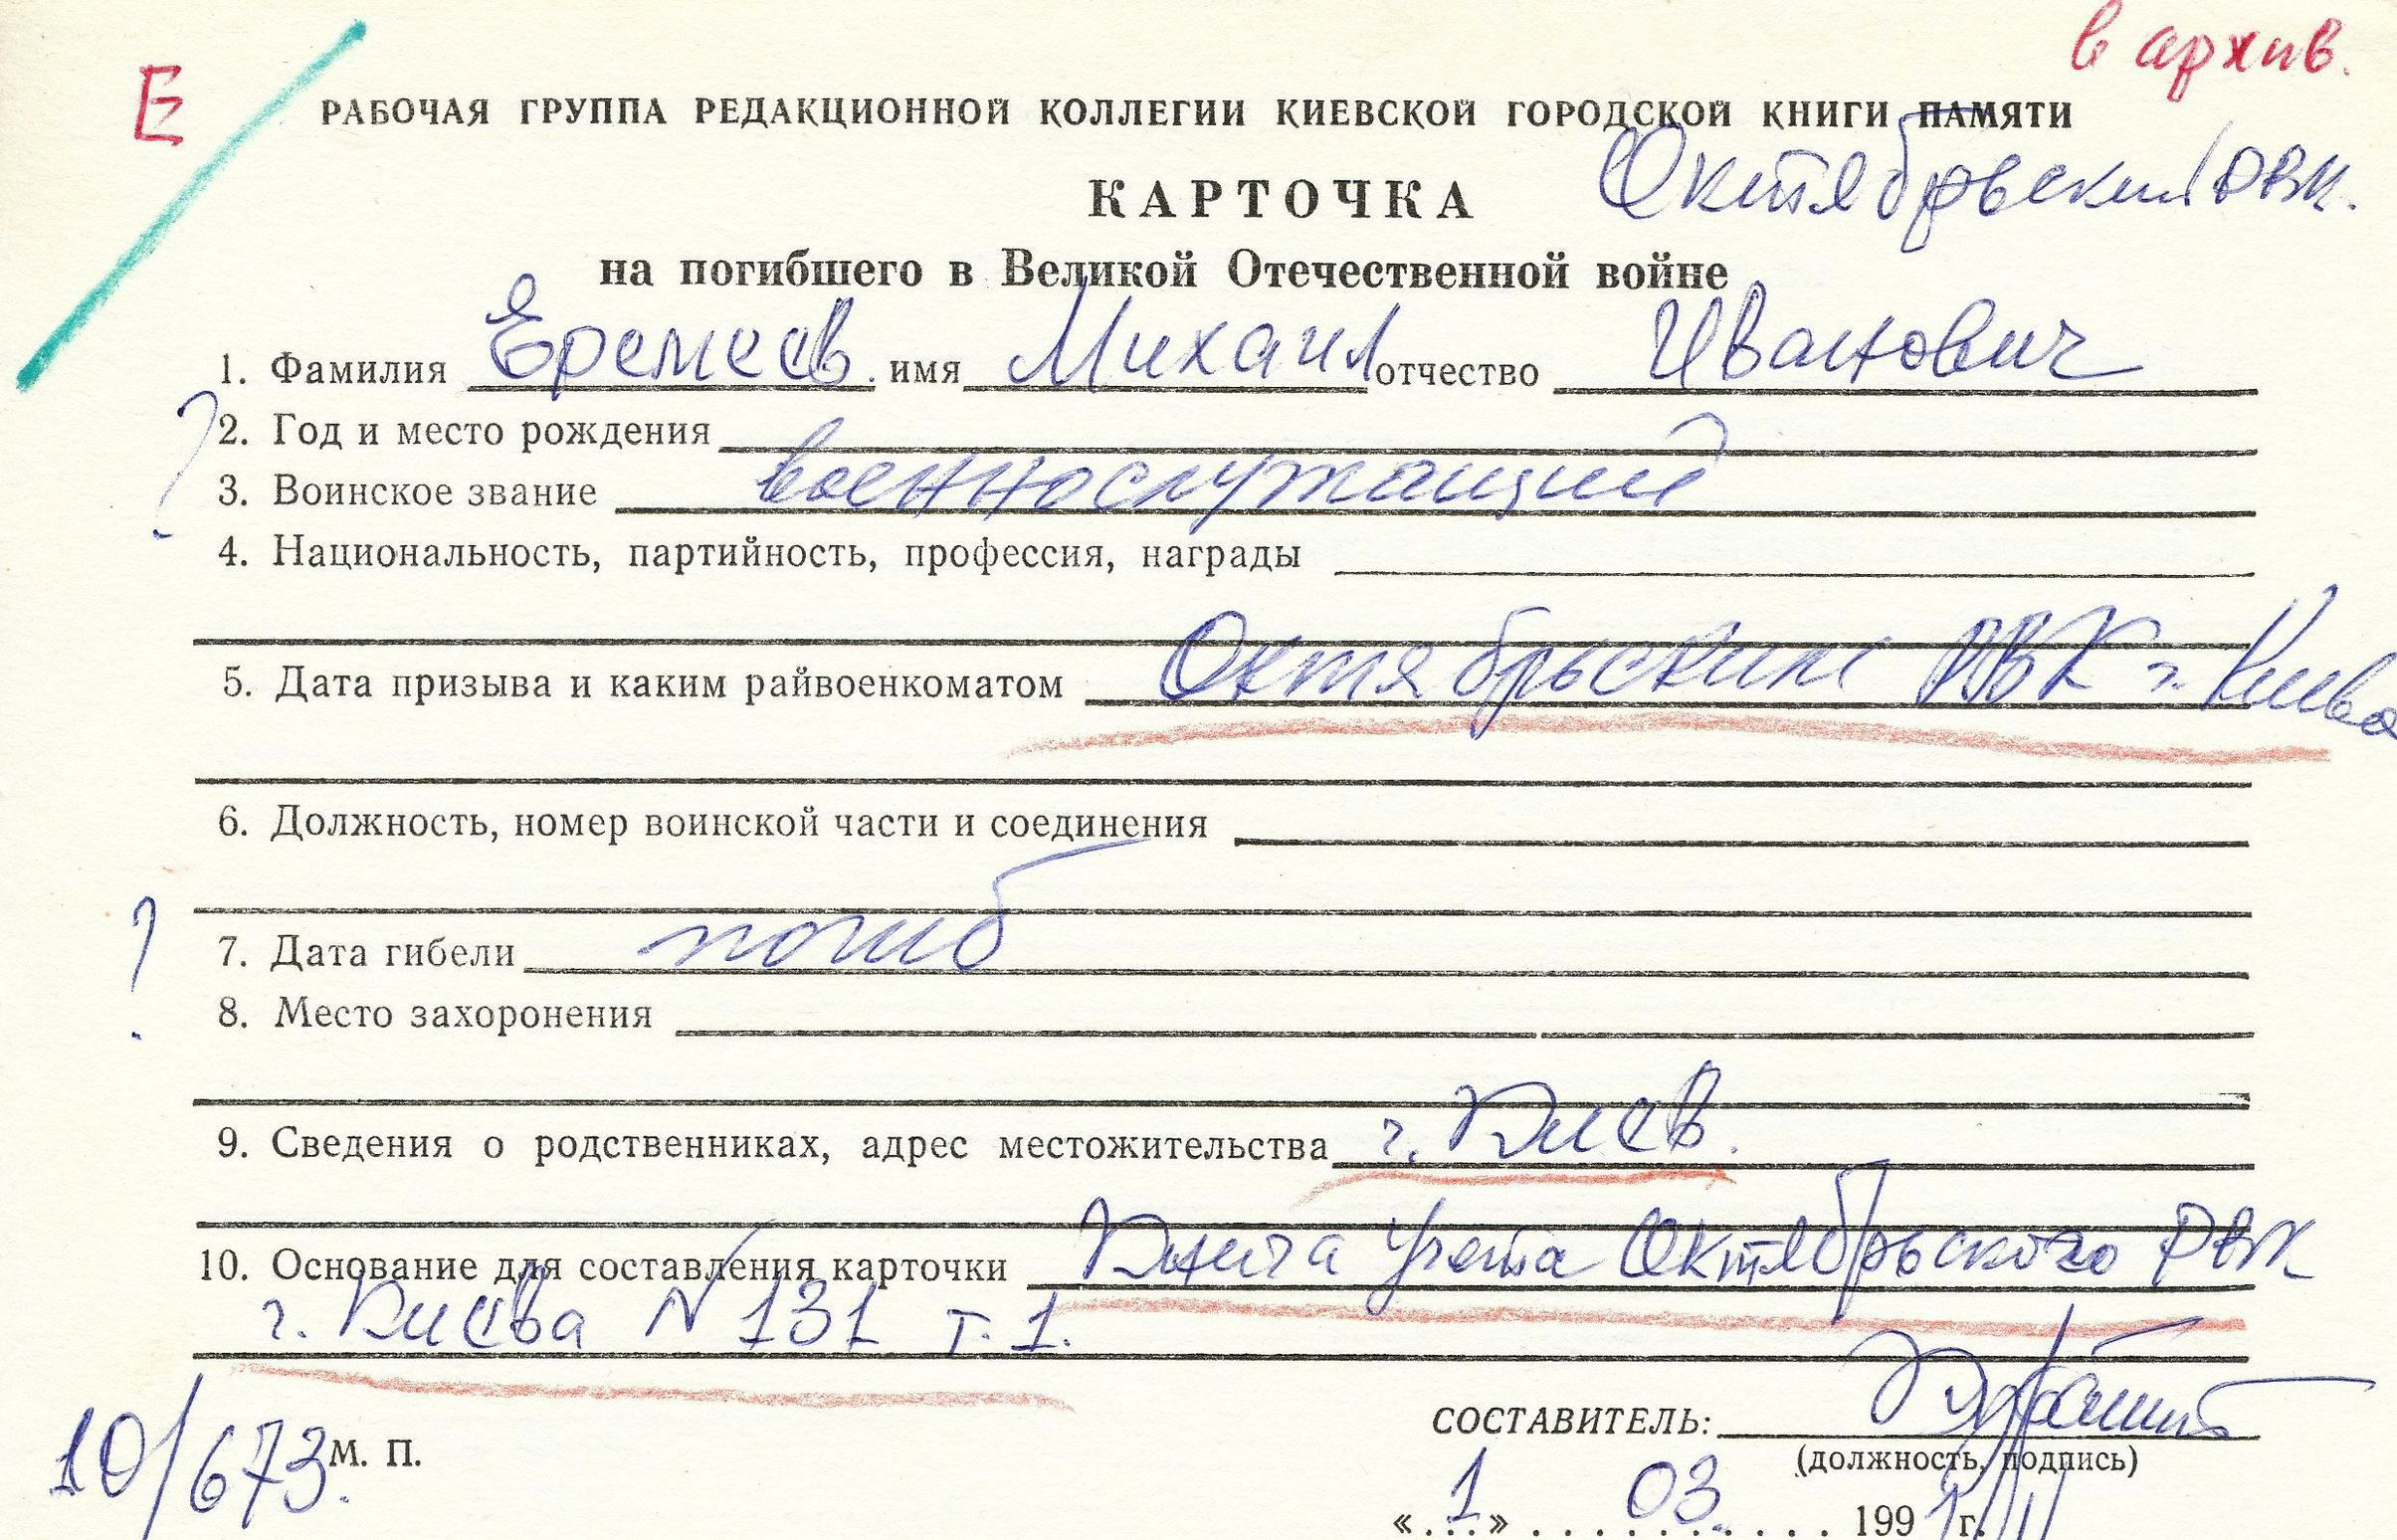 в архив.
Е
РАБОЧАЯ ГРУППА РЕДАКЦИОННОЙ КОЛЛЕГИИ КИЕВСКОЙ ГОРОДСКОЙ КНИГИ ПАМЯТИ
Октябрьский РВК.
КАРТОЧКА
на погибшего в Великой Отечественной войне
1. Фамилия Еремеев. имя Михаил отчество Иванович
? 2. Год и место рождения
3. Воинское звание военнослужащий
4. Национальность, партийность, профессия, награды
5. Дата призыва и каким райвоенкоматом Октябрьским РВК г. Киева
6. Должность, номер воинской части и соединения
? 7. Дата гибели погиб
8. Место захоронения
9. Сведения о родственниках, адрес местожительства г. Киев.
10. Основание для составления карточки Книга учета Октябрьского РВК
г. Киева N 131 т. 1.
СОСТАВИТЕЛЬ:
10/673. М. П.
(должность, подпись)
«1» 03. 1991 г.